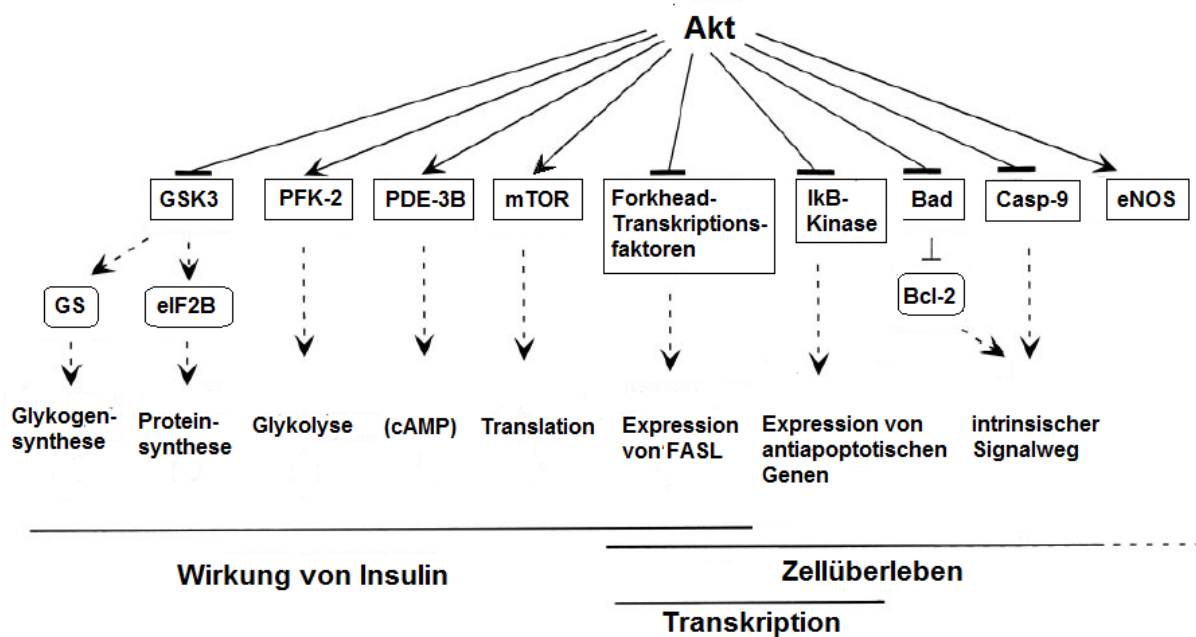 Akt
GSK3
PFK-2
PDE-3B
mTOR
Forkhead-
Transkriptions-
faktoren
IkB-
Kinase
Bad
Casp-9
eNOS
GS
eIF2B
Bcl-2
Glykogen-
synthese
Protein-
synthese
Glykolyse
(cAMP)
Translation
Expression
von FASL
Expression von
antiapoptotischen
Genen
intrinsischer
Signalweg
Wirkung von Insulin
Zellüberleben
Transkription